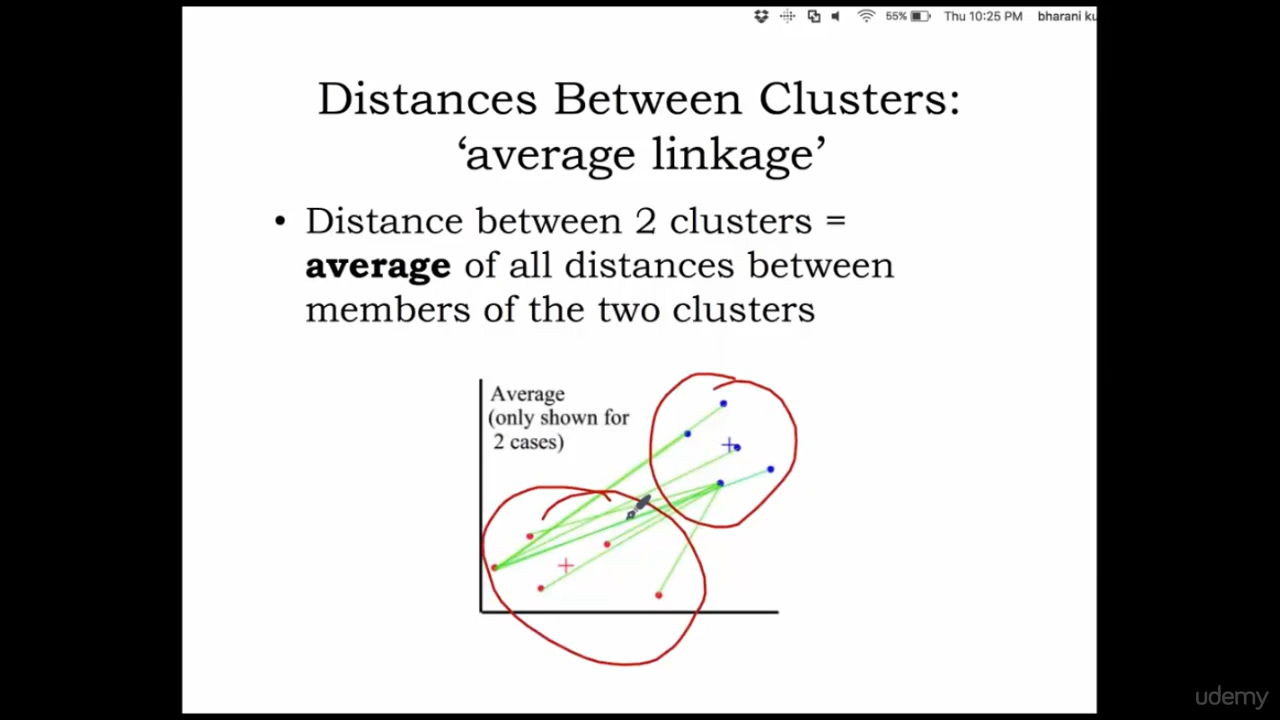 55% Thu 10:25 PM bharani ku
Distances Between Clusters:
‘average linkage’
• Distance between 2 clusters =
average of all distances between
members of the two clusters
Average
(only shown for
2 cases)
udemy